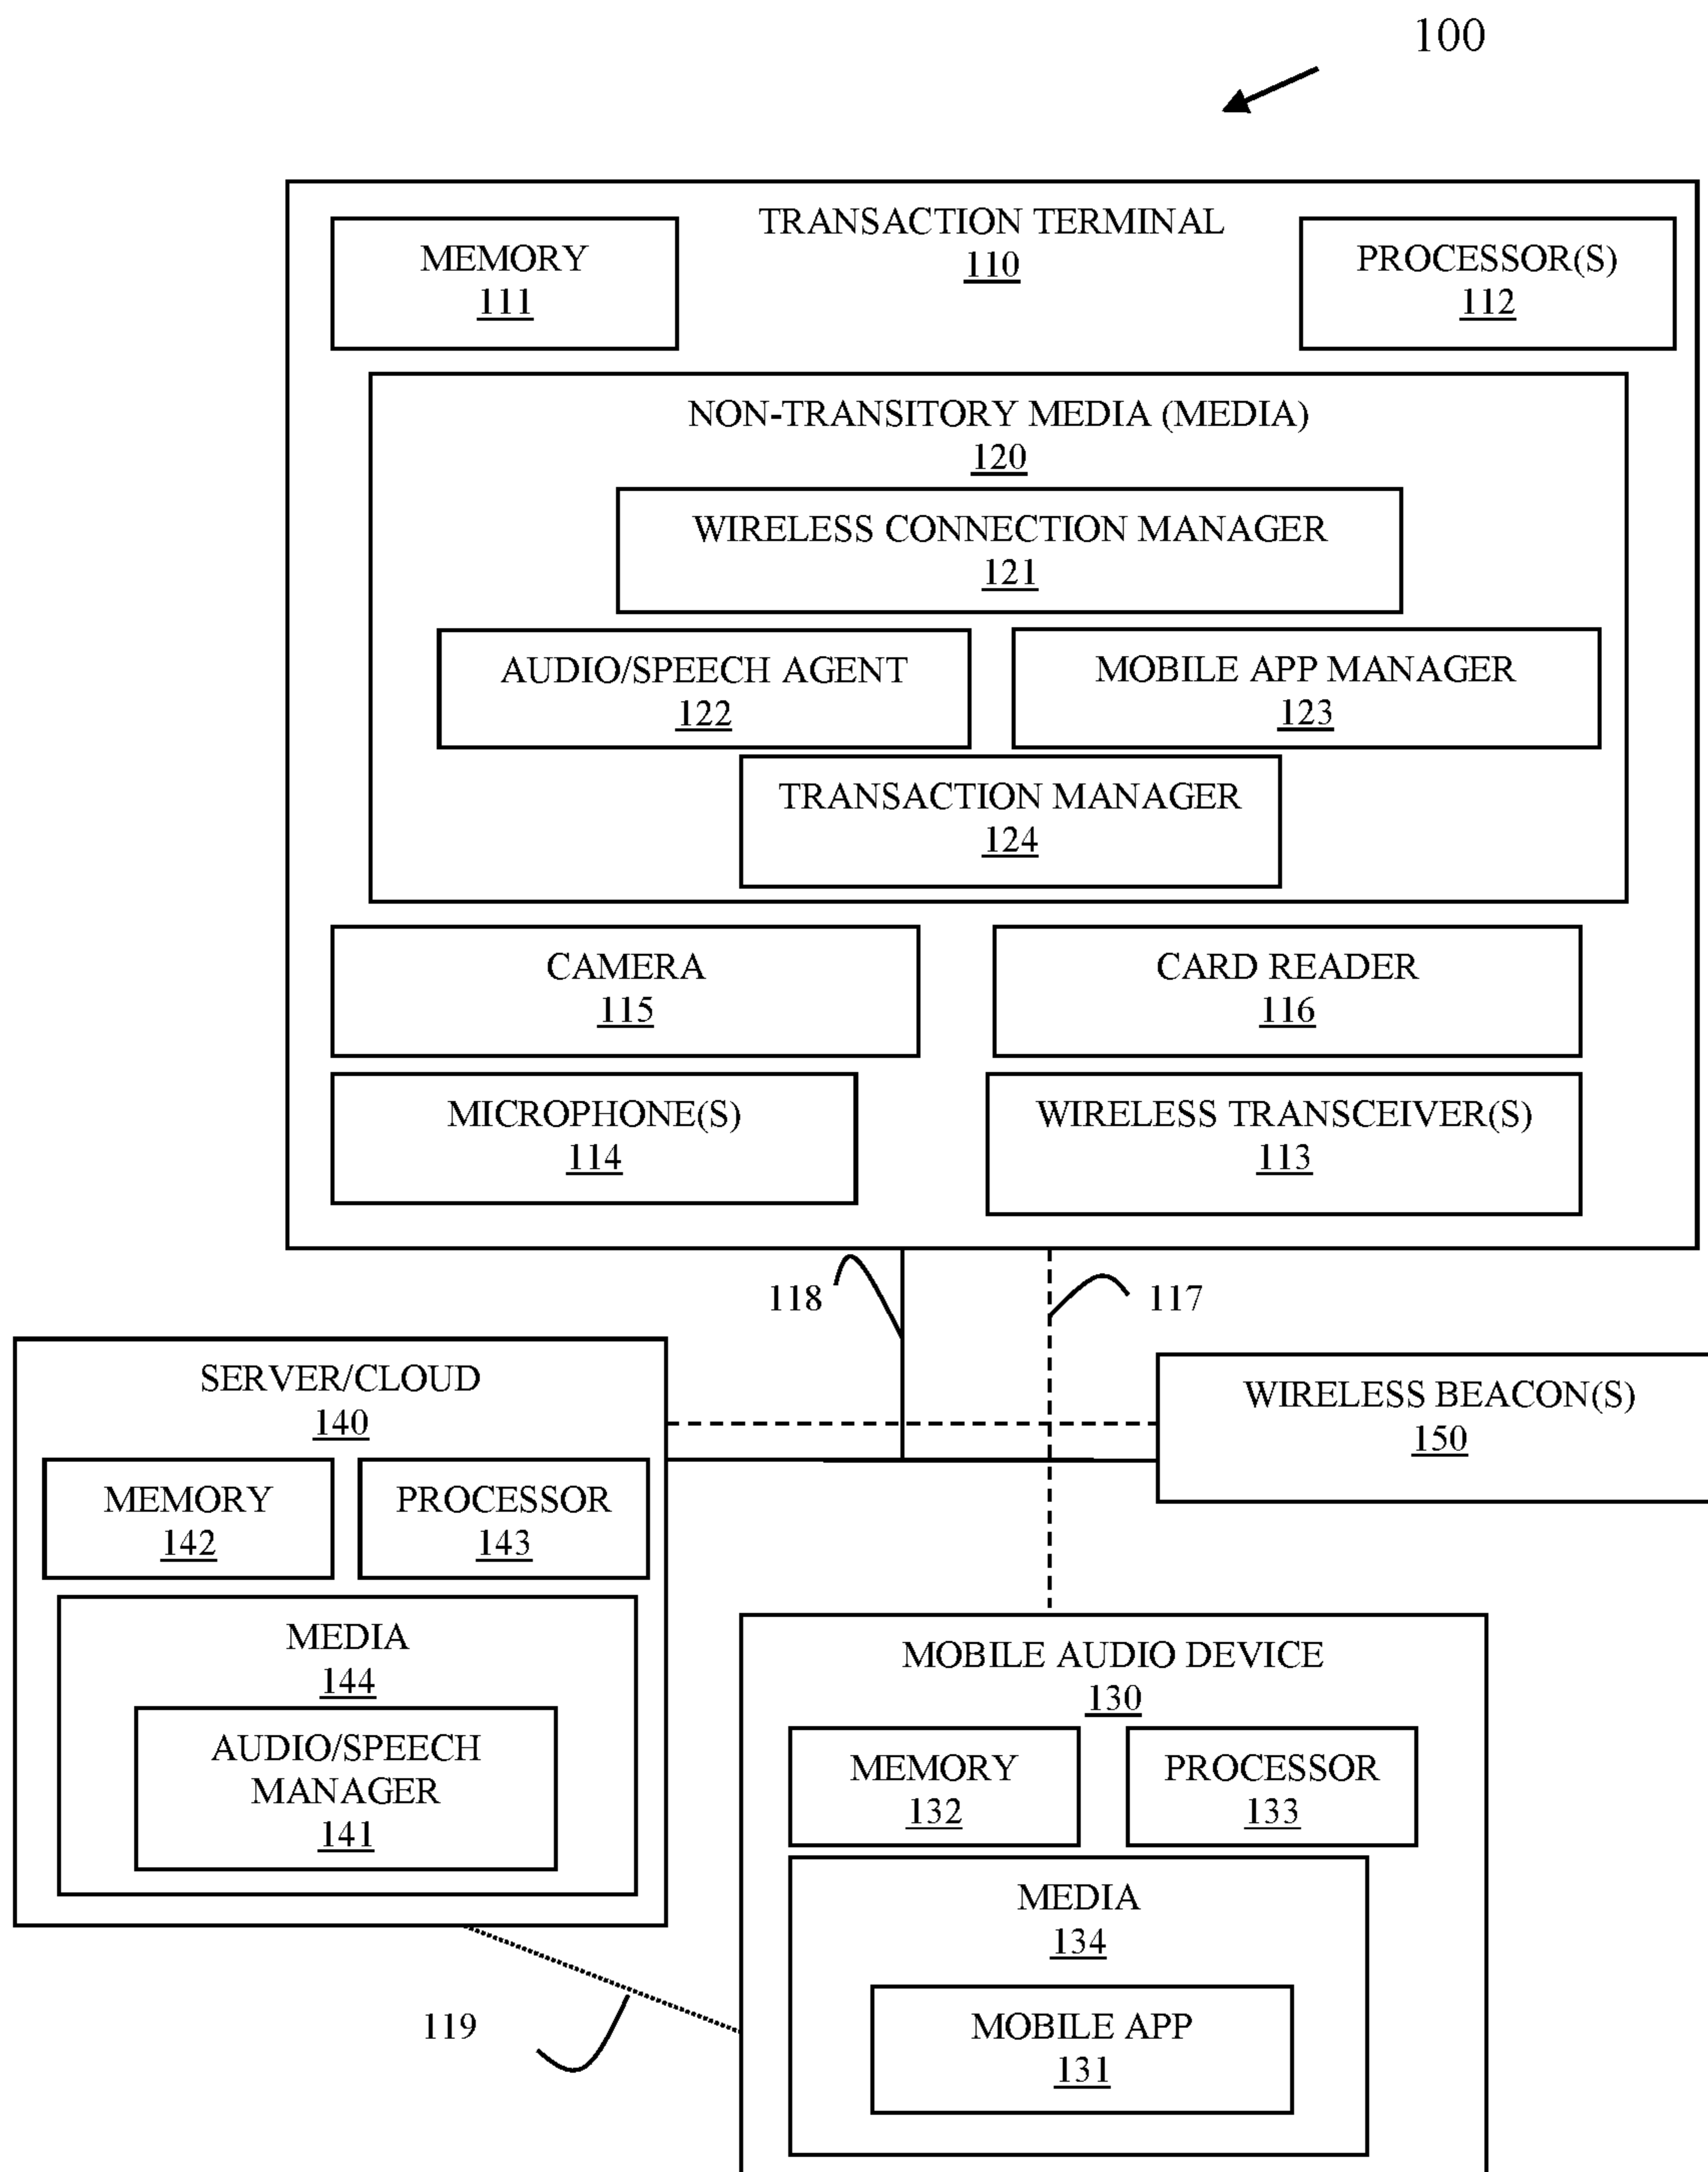 100
TRANSACTION TERMINAL
110
MEMORY
111
PROCESSOR(S)
112
NON-TRANSITORY MEDIA (MEDIA)
120
WIRELESS CONNECTION MANAGER
121
AUDIO/SPEECH AGENT
122
MOBILE APP MANAGER
123
TRANSACTION MANAGER
124
CAMERA
115
CARD READER
116
MICROPHONE(S)
114
WIRELESS TRANSCEIVER(S)
113
118
117
SERVER/CLOUD
140
MEMORY
142
PROCESSOR
143
MEDIA
144
AUDIO/SPEECH
MANAGER
141
WIRELESS BEACON(S)
150
MOBILE AUDIO DEVICE
130
MEMORY
132
PROCESSOR
133
MEDIA
134
MOBILE APP
131
119